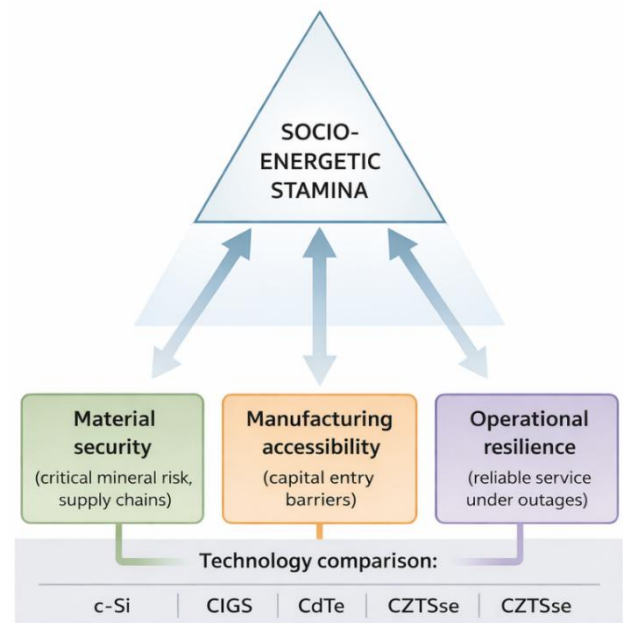 SOCIO-
ENERGETIC
STAMINA
Material
security
(critical mineral risk,
supply chains)
Manufacturing
accessibility
(capital entry
barriers)
Operational
resilience
(reliable service
under outages)
Technology comparison:
c-Si CIGS CdTe CZTSse CZTSse